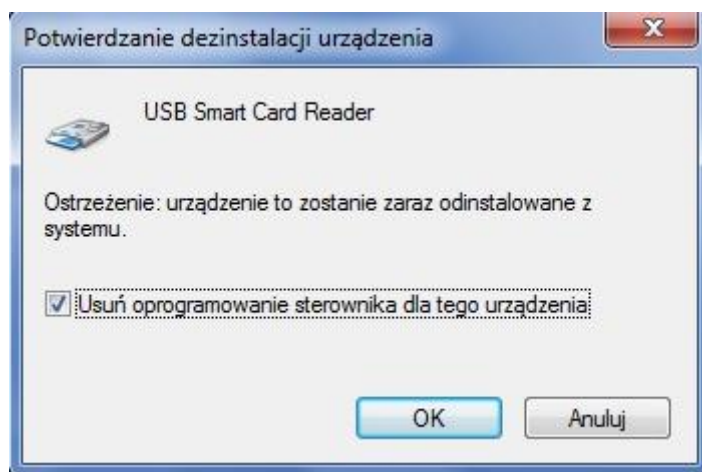 Potwierdzanie dezinstalacji urządzenia
USB Smart Card Reader
Ostrzeżenie: urządzenie to zostanie zaraz odinstalowane z
systemu.
Usuń oprogramowanie sterownika dla tego urządzenia
OK
Anuluj